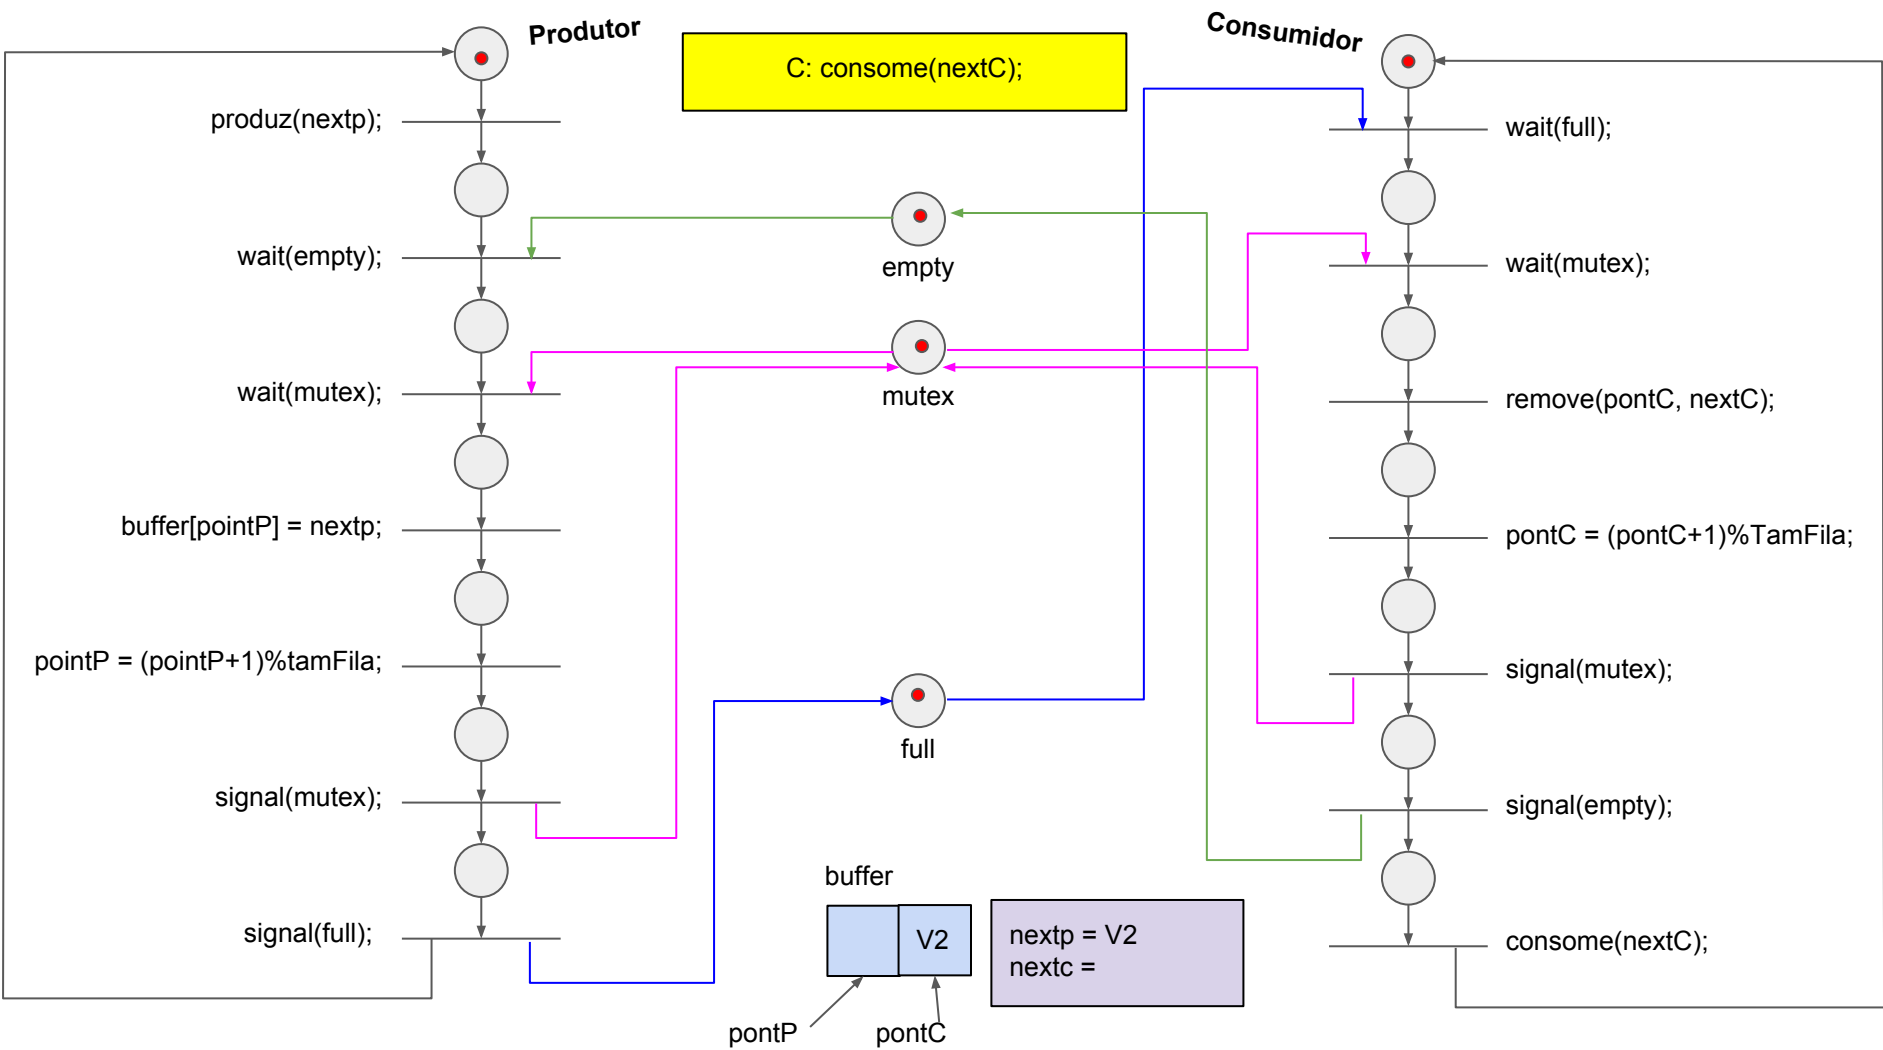 Produtor
Consumidor
C: consome(nextC);
produz(nextp);
wait(full);
wait(empty);
empty
wait(mutex);
wait(mutex);
mutex
remove(pontC, nextC);
buffer[pointP] = nextp;
pontC = (pontC+1)%TamFila;
pointP = (pointP+1)%tamFila;
signal(mutex);
full
signal(mutex);
signal(empty);
buffer
signal(full);
V2
nextp = V2
nextc =
consome(nextC);
pontP
pontC